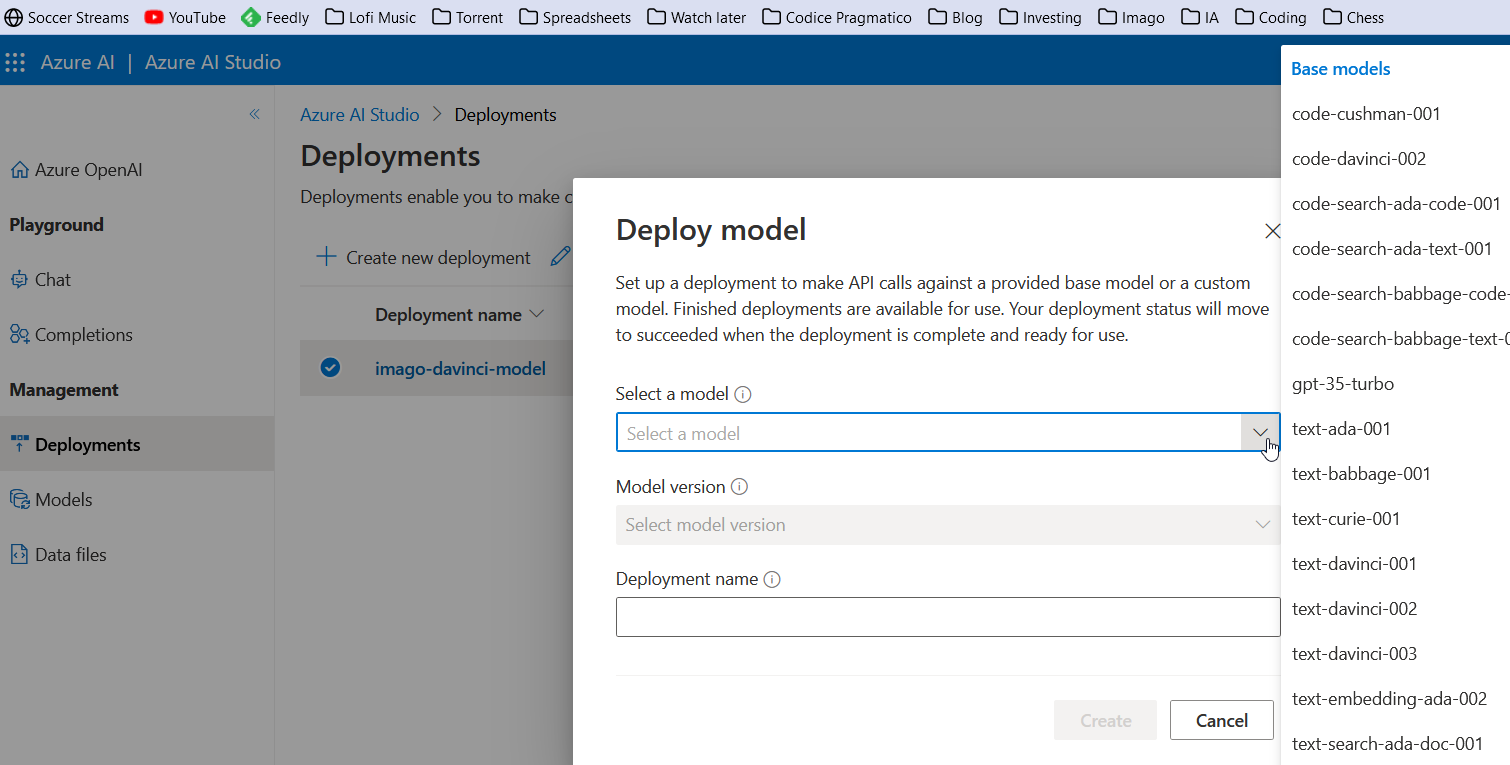 Soccer Streams YouTube Feedly Lofi Music Torrent Spreadsheets Watch later Codice Pragmatico Blog Investing Imago IA Coding Chess
Azure AI | Azure AI Studio
«
Azure OpenAI
Playground
Chat
Completions
Management
Deployments
Models
Data files
Azure AI Studio > Deployments
Deployments
Deployments enable you to make c
Create new deployment
Deployment name
imago-davinci-model
Deploy model
Set up a deployment to make API calls against a provided base model or a custom
model. Finished deployments are available for use. Your deployment status will move
to succeeded when the deployment is complete and ready for use.
Select a model
Select a model
Model version
Select model version
Deployment name
Create Cancel
Base models
code-cushman-001
code-davinci-002
code-search-ada-code-001
code-search-ada-text-001
code-search-babbage-code-
code-search-babbage-text-0
gpt-35-turbo
text-ada-001
text-babbage-001
text-curie-001
text-davinci-001
text-davinci-002
text-davinci-003
text-embedding-ada-002
text-search-ada-doc-001